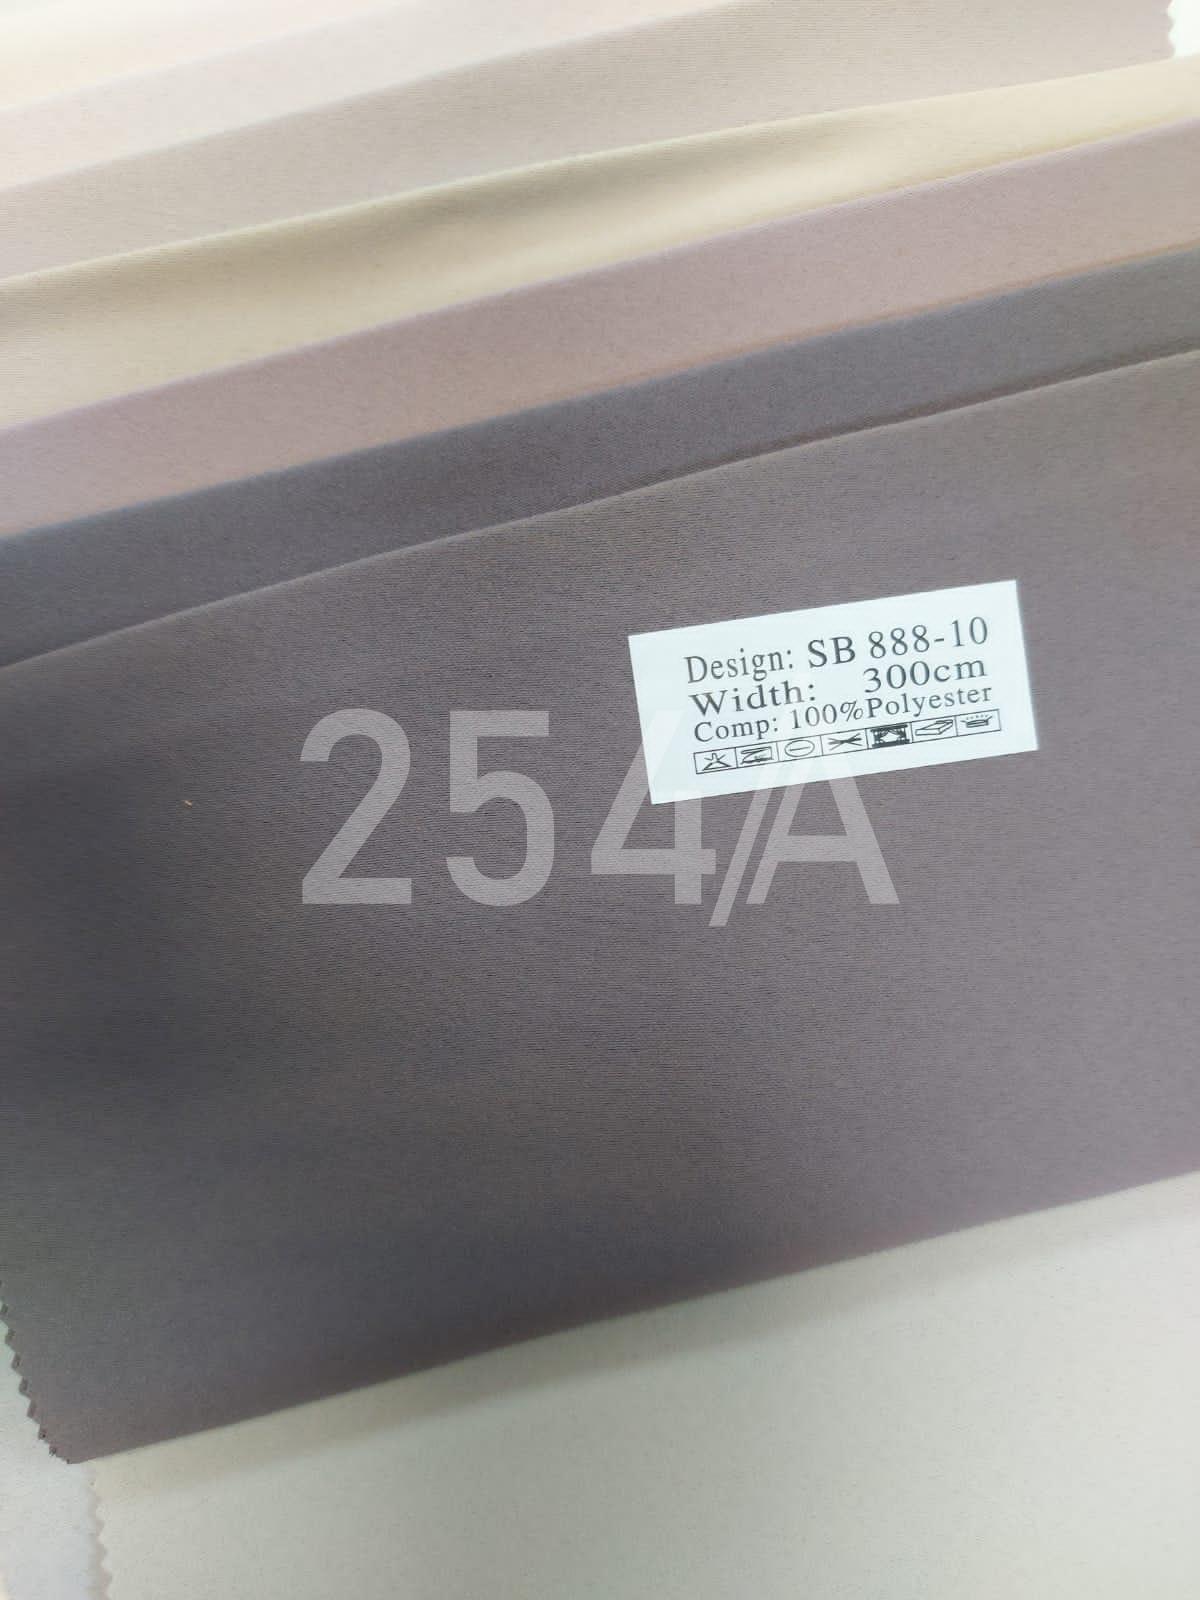 Design: SB 888-10
Width: 300cm
Comp: 100%Polyester
254/A